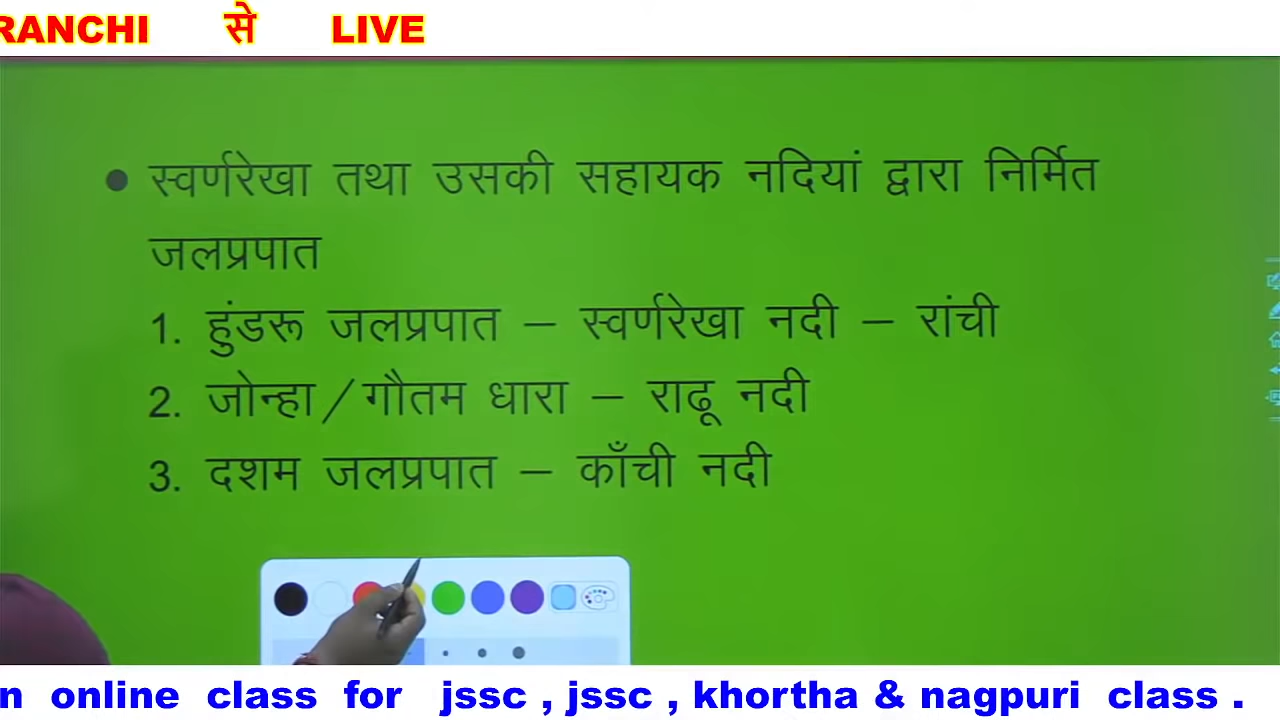 RANCHI से LIVE
• स्वर्णरेखा तथा उसकी सहायक नदियां द्वारा निर्मित
जलप्रपात
1. हुंडरू जलप्रपात – स्वर्णरेखा नदी – रांची
2. जोन्हा/गौतम धारा – राढू नदी
3. दशम जलप्रपात – काँची नदी
n online class for jssc , jssc , khortha & nagpuri class .